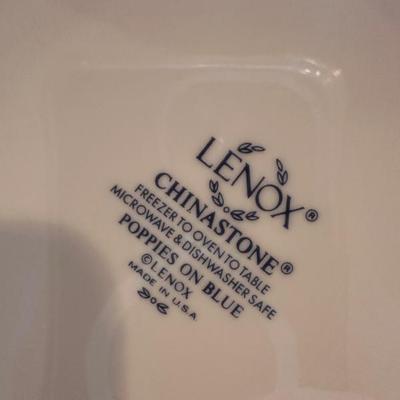 LENOX®
CHINASTONE®
FREEZER TO OVEN TO TABLE
MICROWAVE & DISHWASHER SAFE
POPPIES ON BLUE
© LENOX
MADE IN U.S.A.